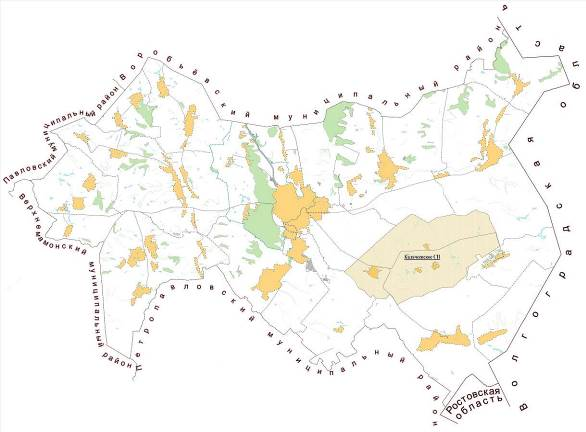 Воробьёвский муниципальный район
Волгоградская область
Павловский муниципальный район
Верхнемамонский муниципальный район
Петропавловский муниципальный район
Калачеевское СП
Ростовская
область